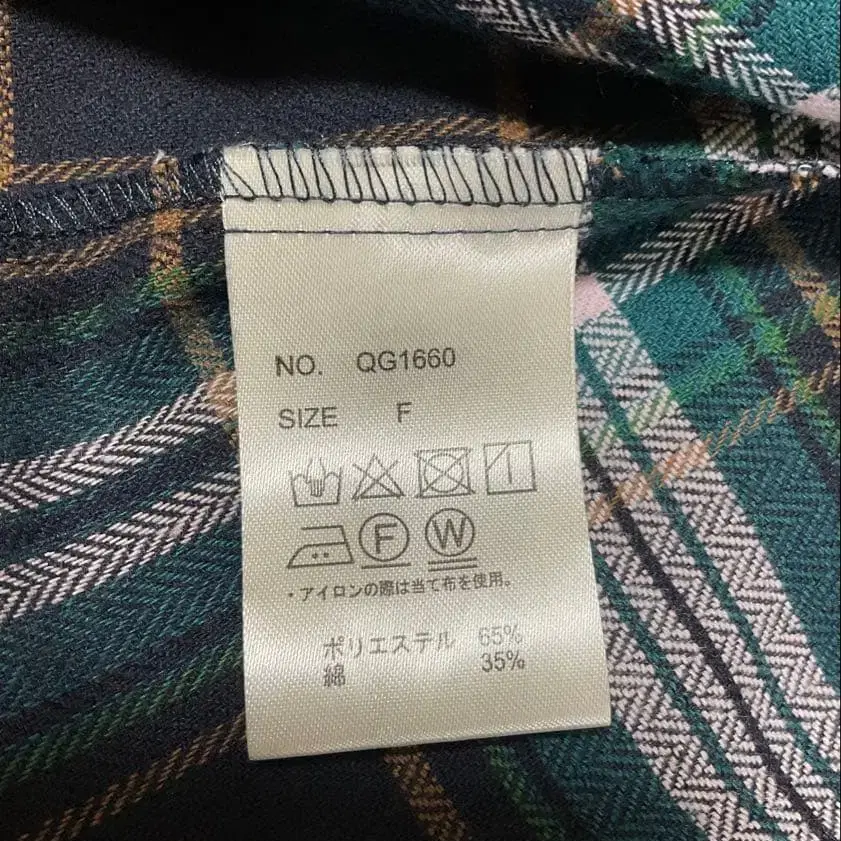 NO. QG1660
SIZE F
F W
・アイロンの際は当て布を使用。
ポリエステル 65%
綿 35%